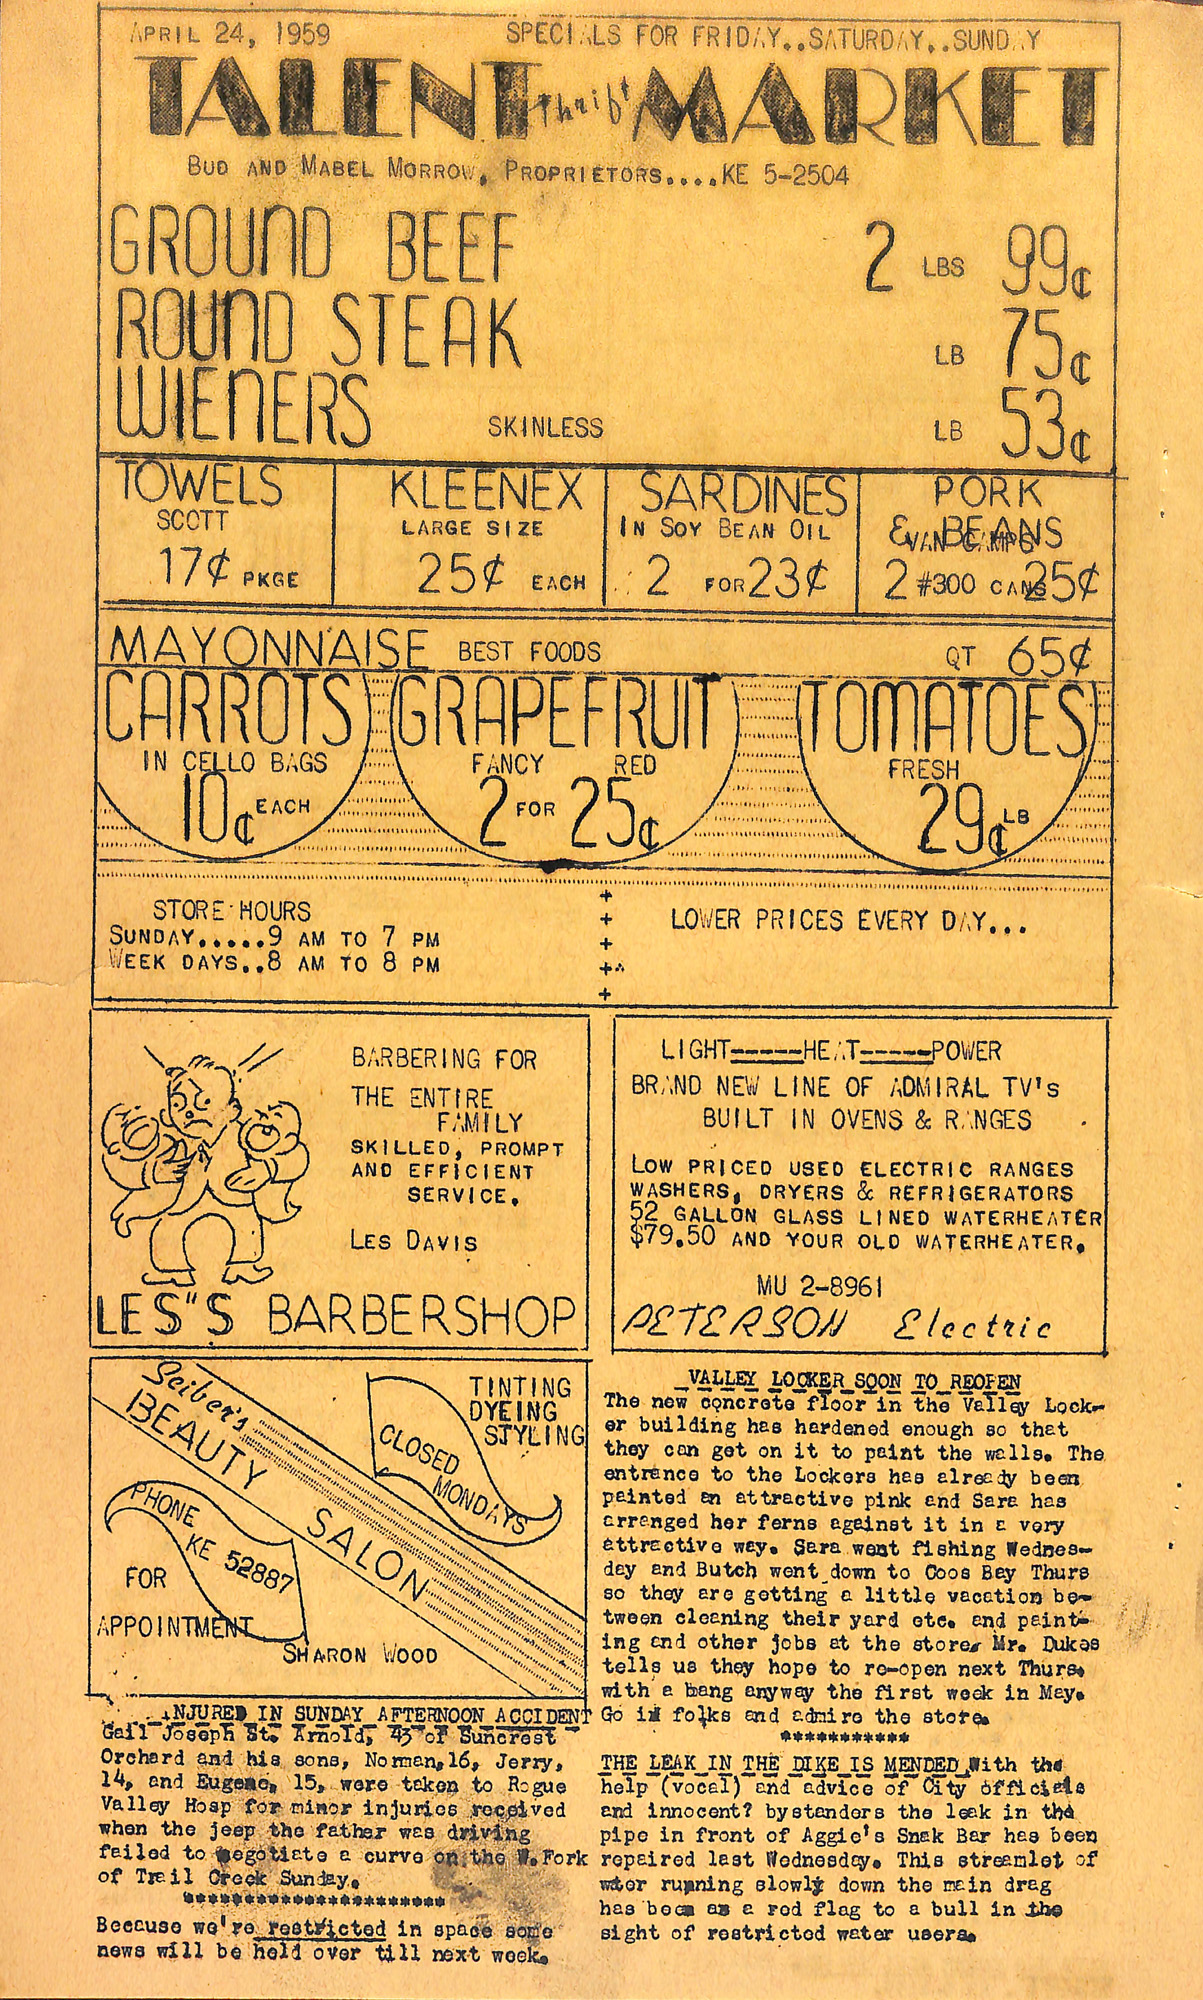 APRIL 24, 1959 SPECIALS FOR FRIDAY..SATURDAY..SUNDAY
TALENT Thrift MARKET
BUD AND MABEL MORROW, PROPRIETORS....KE 5-2504
GROUND BEEF 2 LBS 99¢
ROUND STEAK LB 75¢
WIENERS SKINLESS LB 53¢
TOWELS
SCOTT
17¢ PKGE
KLEENEX
LARGE SIZE
25¢ EACH
SARDINES
IN SOY BEAN OIL
2 FOR 23¢
PORK
& BEANS
VAN CAMPS
2 #300 CANS 25¢
MAYONNAISE BEST FOODS QT 65¢
CARROTS
IN CELLO BAGS
10¢ EACH
GRAPEFRUIT
FANCY RED
2 FOR 25¢
TOMATOES
FRESH
29¢ LB
STORE HOURS
SUNDAY.....9 AM TO 7 PM
WEEK DAYS..8 AM TO 8 PM
LOWER PRICES EVERY DAY...
BARBERING FOR
THE ENTIRE
FAMILY
SKILLED, PROMPT
AND EFFICIENT
SERVICE.
LES DAVIS
LES"S BARBERSHOP
LIGHT-----HEAT-----POWER
BRAND NEW LINE OF ADMIRAL TV's
BUILT IN OVENS & RANGES
LOW PRICED USED ELECTRIC RANGES
WASHERS, DRYERS & REFRIGERATORS
52 GALLON GLASS LINED WATERHEATER
$79.50 AND YOUR OLD WATERHEATER.
MU 2-8961
PETERSON Electric
Seiber's
BEAUTY SALON
TINTING
DYEING
STYLING
CLOSED
MONDAYS
PHONE
KE 52887
FOR
APPOINTMENT
SHARON WOOD
INJURED IN SUNDAY AFTERNOON ACCIDENT
Gail Joseph St. Arnold, 43 of Suncrest
Orchard and his sons, Norman,16, Jerry,
14, and Eugene, 15, were taken to Rogue
Valley Hosp for minor injuries received
when the jeep the father was driving
failed to negotiate a curve on the W.Fork
of Trail Creek Sunday.
**********************
Because we're restricted in space some
news will be held over till next week.
VALLEY LOCKER SOON TO REOPEN
The new concrete floor in the Valley Lock-
er building has hardened enough so that
they can get on it to paint the walls. The
entrance to the Lockers has already been
painted an attractive pink and Sara has
arranged her ferns against it in a very
attractive way. Sara went fishing Wednes-
day and Butch went down to Coos Bay Thurs
so they are getting a little vacation be-
tween cleaning their yard etc. and paint-
ing and other jobs at the store, Mr. Dukes
tells us they hope to re-open next Thurs.
with a bang anyway the first week in May.
Go in folks and admire the store.
***********
THE LEAK IN THE DIKE IS MENDED With the
help (vocal) and advice of City officials
and innocent? bystanders the leak in the
pipe in front of Aggie's Snak Bar has been
repaired last Wednesday. This streamlet of
water running slowly down the main drag
has been as a red flag to a bull in the
sight of restricted water users.